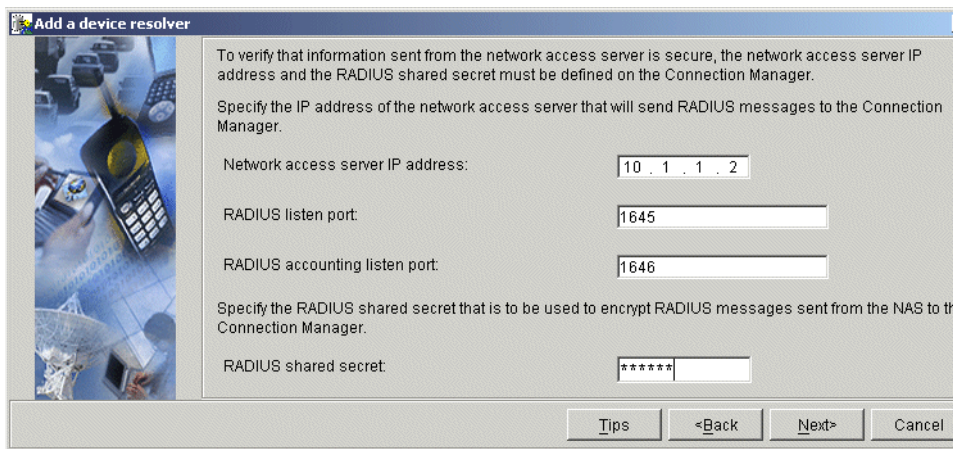 Add a device resolver
To verify that information sent from the network access server is secure, the network access server IP
address and the RADIUS shared secret must be defined on the Connection Manager.
Specify the IP address of the network access server that will send RADIUS messages to the Connection
Manager.
Network access server IP address:
10 . 1 . 1 . 2
RADIUS listen port:
1645
RADIUS accounting listen port:
1646
Specify the RADIUS shared secret that is to be used to encrypt RADIUS messages sent from the NAS to
Connection Manager.
RADIUS shared secret:
******
Tips
<Back
Next>
Cancel